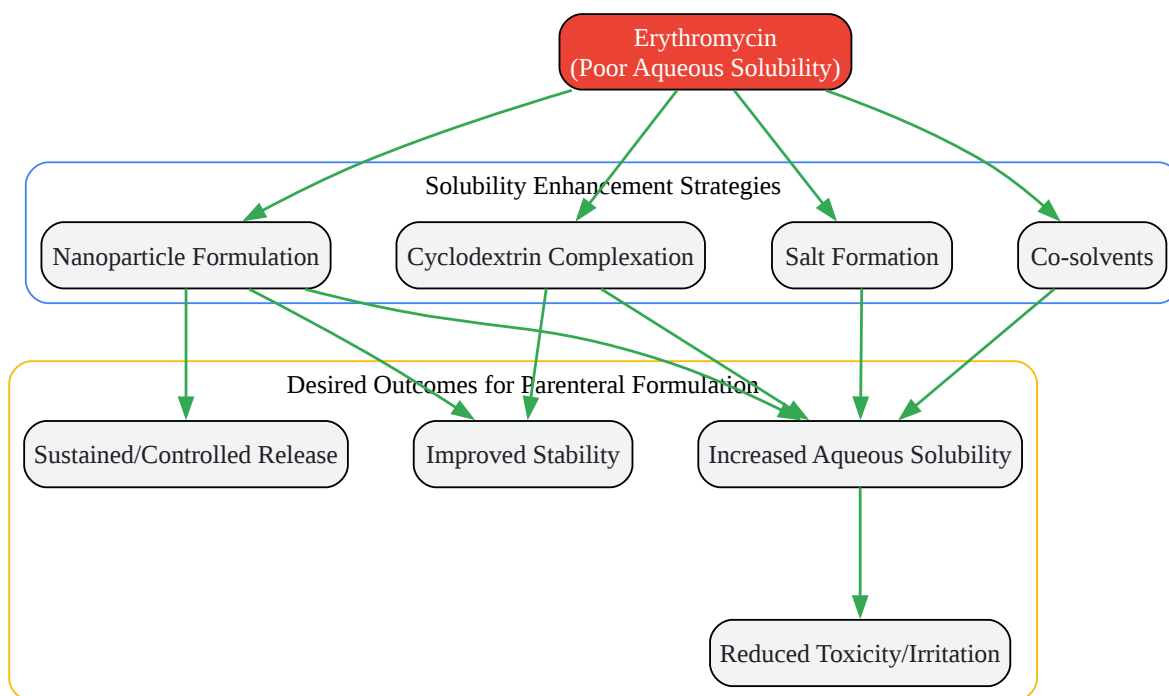 Erythromycin
(Poor Aqueous Solubility)
Solubility Enhancement Strategies
Nanoparticle Formulation
Cyclodextrin Complexation
Salt Formation
Co-solvents
Desired Outcomes for Parenteral Formulation
Sustained/Controlled Release
Improved Stability
Increased Aqueous Solubility
Reduced Toxicity/Irritation